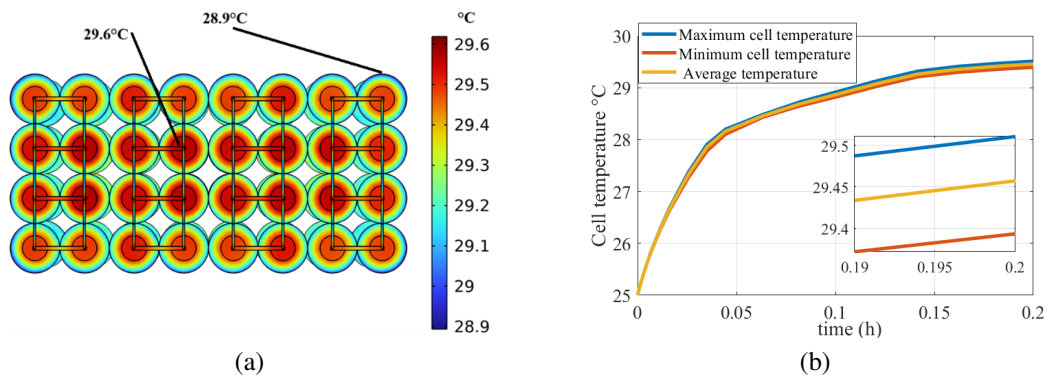 29.6°C
28.9°C
°C
29.6
29.5
29.4
29.3
29.2
29.1
29
28.9
(a)
Maximum cell temperature
Minimum cell temperature
Average temperature
Cell temperature °C
30
29
28
27
26
25
29.5
29.45
29.4
0.19
0.195
0.2
0
0.05
0.1
0.15
0.2
time (h)
(b)